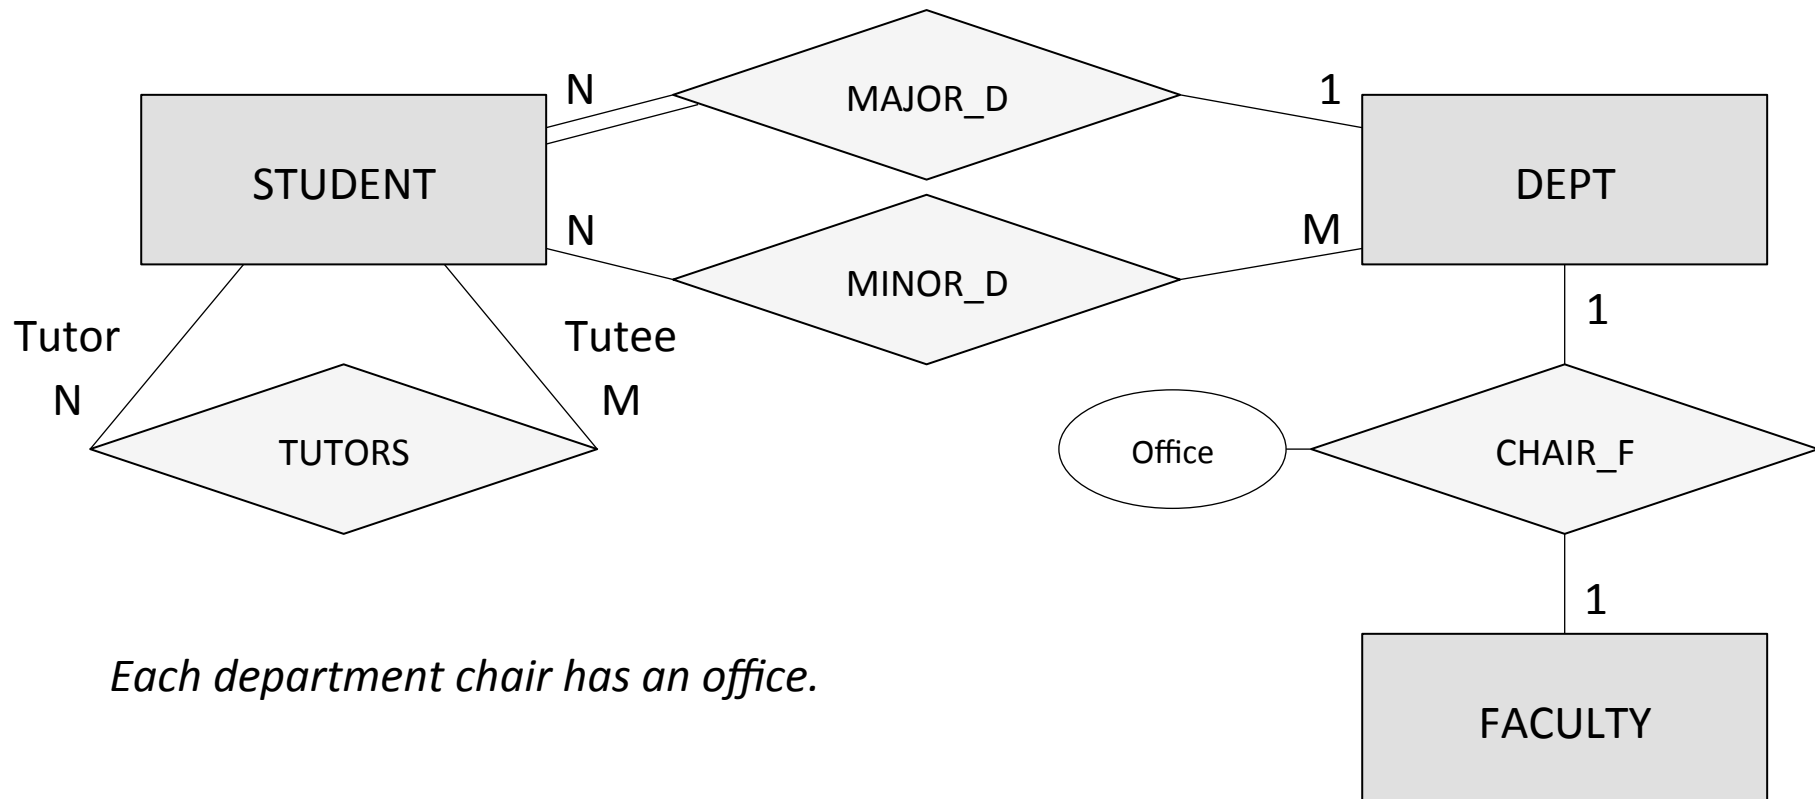 N
MAJOR_D
1
STUDENT
DEPT
N
MINOR_D
M
1
Tutor
N
Tutee
M
TUTORS
Office
CHAIR_F
1
Each department chair has an office.
FACULTY